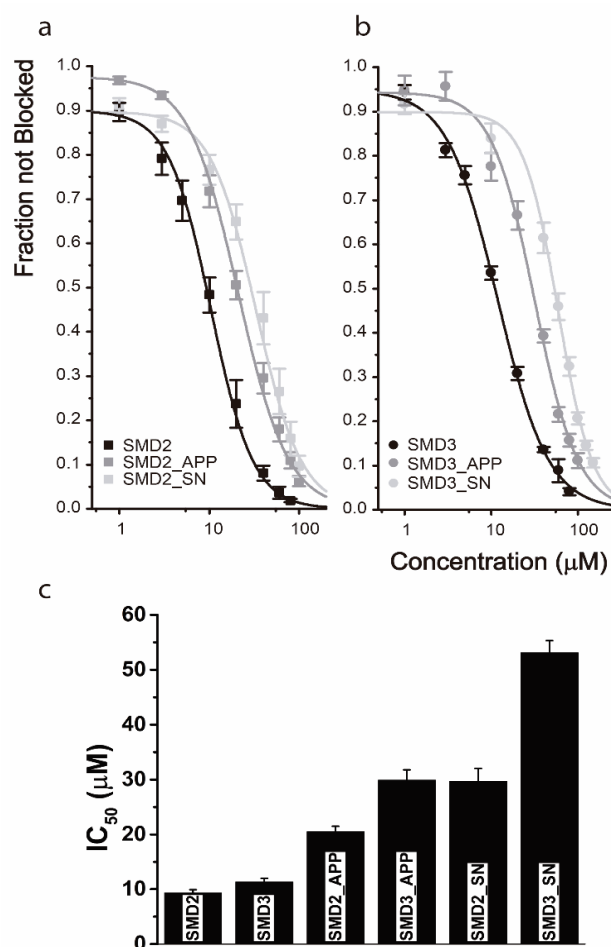 a
b
Fraction not Blocked
1.0
0.9
0.8
0.7
0.6
0.5
0.4
0.3
0.2
0.1
0.0
SMD2
SMD2_APP
SMD2_SN
1
10
100
1.0
0.9
0.8
0.7
0.6
0.5
0.4
0.3
0.2
0.1
0.0
SMD3
SMD3_APP
SMD3_SN
1
10
100
Concentration (μM)
c
IC50 (μM)
60
50
40
30
20
10
0
SMD2
SMD3
SMD2_APP
SMD3_APP
SMD2_SN
SMD3_SN